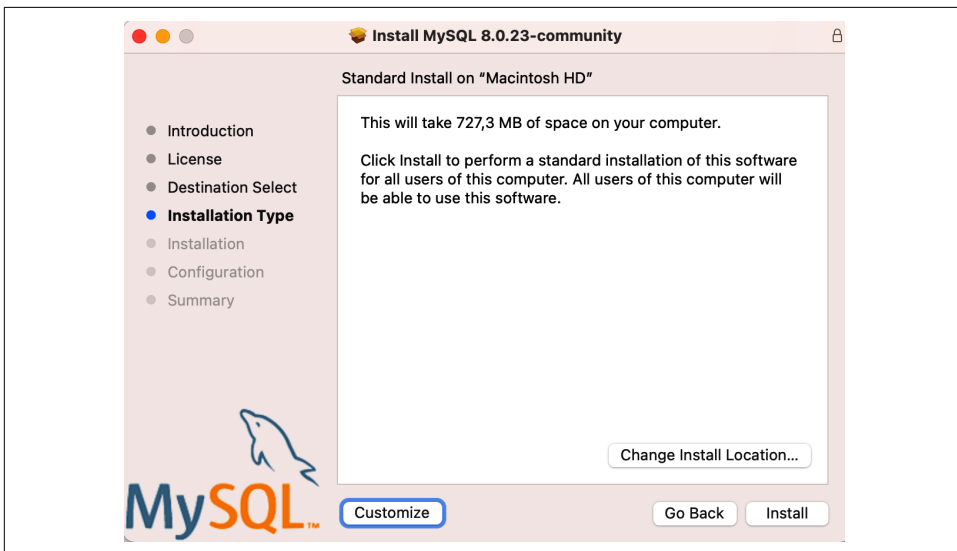 Install MySQL 8.0.23-community
Standard Install on “Macintosh HD”
Introduction
License
Destination Select
Installation Type
Installation
Configuration
Summary
This will take 727,3 MB of space on your computer.
Click Install to perform a standard installation of this software
for all users of this computer. All users of this computer will
be able to use this software.
Change Install Location...
MySQL™
Customize
Go Back
Install